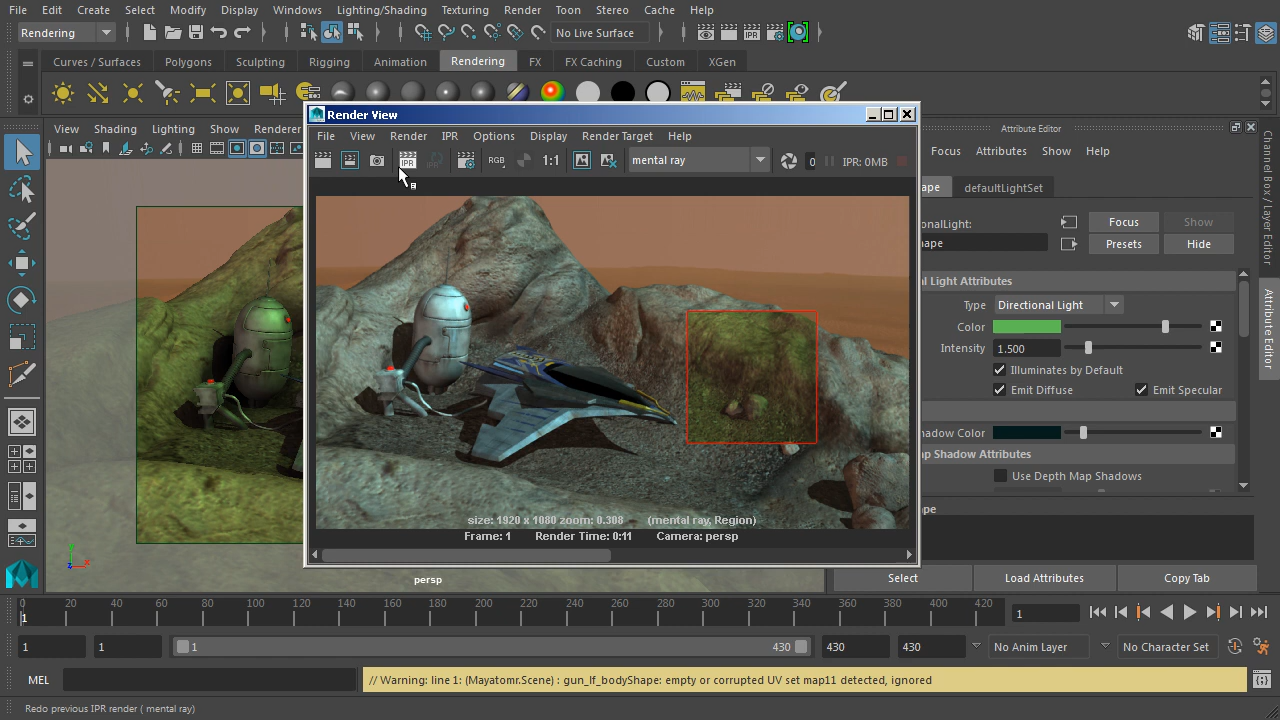 File Edit Create Select Modify Display Windows Lighting/Shading Texturing Render Toon Stereo Cache Help
Rendering No Live Surface
Curves / Surfaces Polygons Sculpting Rigging Animation Rendering FX FX Caching Custom XGen
Render View
View Shading Lighting Show Renderer
File View Render IPR Options Display Render Target Help
Attribute Editor
Focus Attributes Show Help
IPR RGB 1:1 mental ray 0 IPR: 0MB
ape defaultLightSet
onalLight: Focus Show
hape Presets Hide
l Light Attributes
Type Directional Light
Color
Intensity 1.500
Illuminates by Default
Emit Diffuse Emit Specular
hadow Color
ap Shadow Attributes
Use Depth Map Shadows
Channel Box / Layer Editor
Attribute Editor
size: 1920 x 1080 zoom: 0.308 (mental ray, Region)
Frame: 1 Render Time: 0:11 Camera: persp
ape
persp
Select Load Attributes Copy Tab
0 20 40 60 80 100 120 140 160 180 200 220 240 260 280 300 320 340 360 380 400 420
1 1
1 1 1 430 430 430 No Anim Layer No Character Set
MEL // Warning: line 1: (Mayatomr.Scene) : gun_lf_bodyShape: empty or corrupted UV set map11 detected, ignored
Redo previous IPR render ( mental ray)